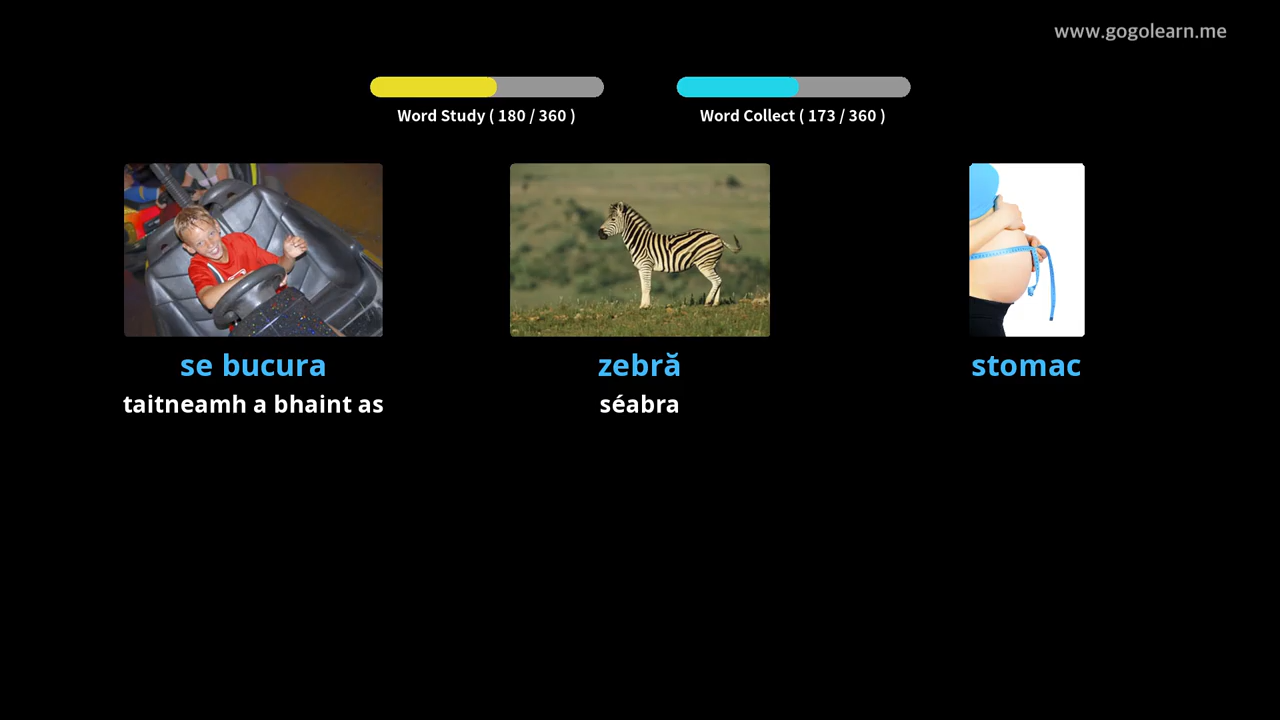 www.gogolearn.me
Word Study ( 180 / 360 )
Word Collect ( 173 / 360 )
se bucura
taitneamh a bhaint as
zebră
séabra
stomac